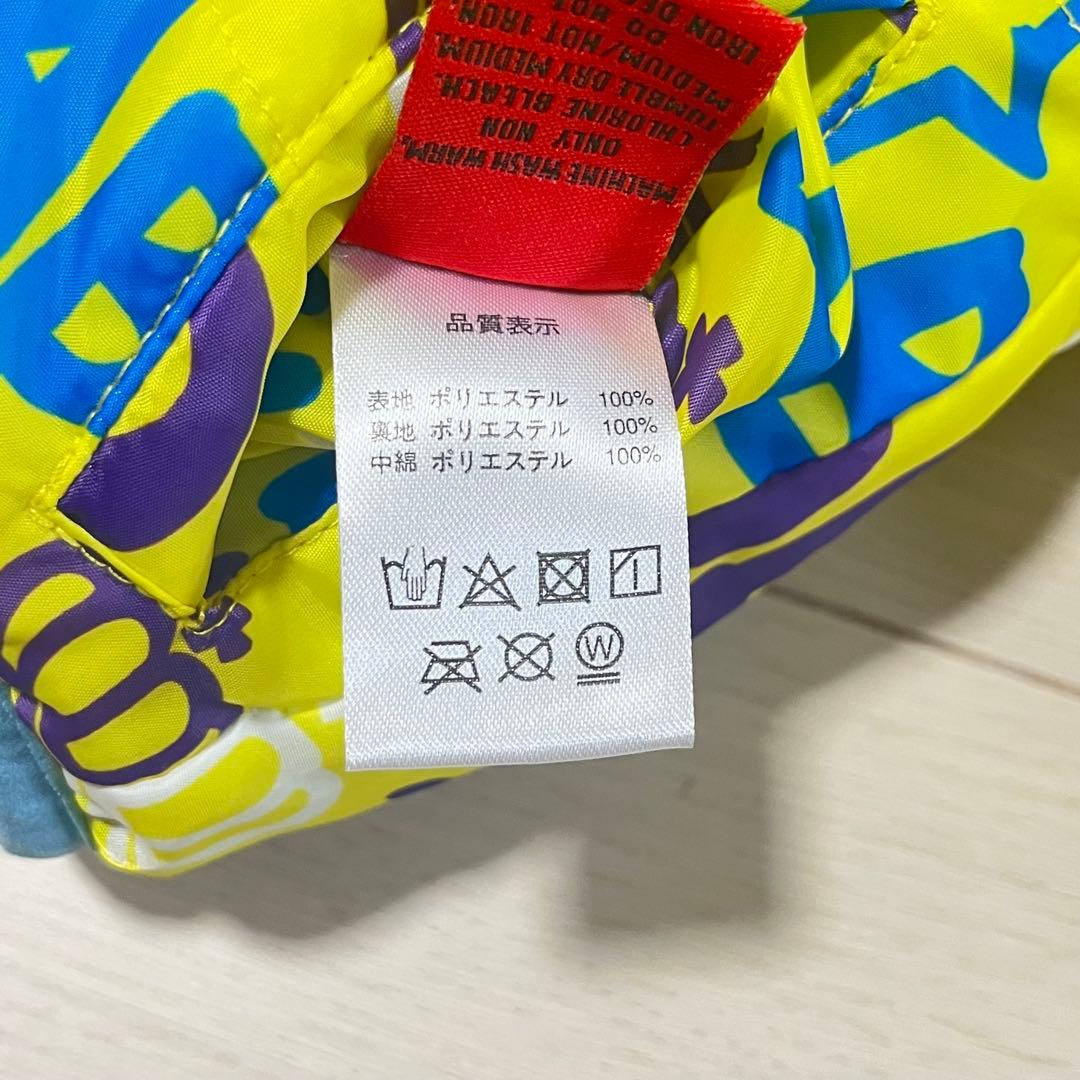 MACHINE WASH WARM.
ONLY NON
CHLORINE BLEACH.
TUMBLE DRY MEDIUM.
MEDIUM/HOT IRON.
DO NOT
IRON DE
品質表示
表地 ポリエステル 100%
裏地 ポリエステル 100%
中綿 ポリエステル 100%
W